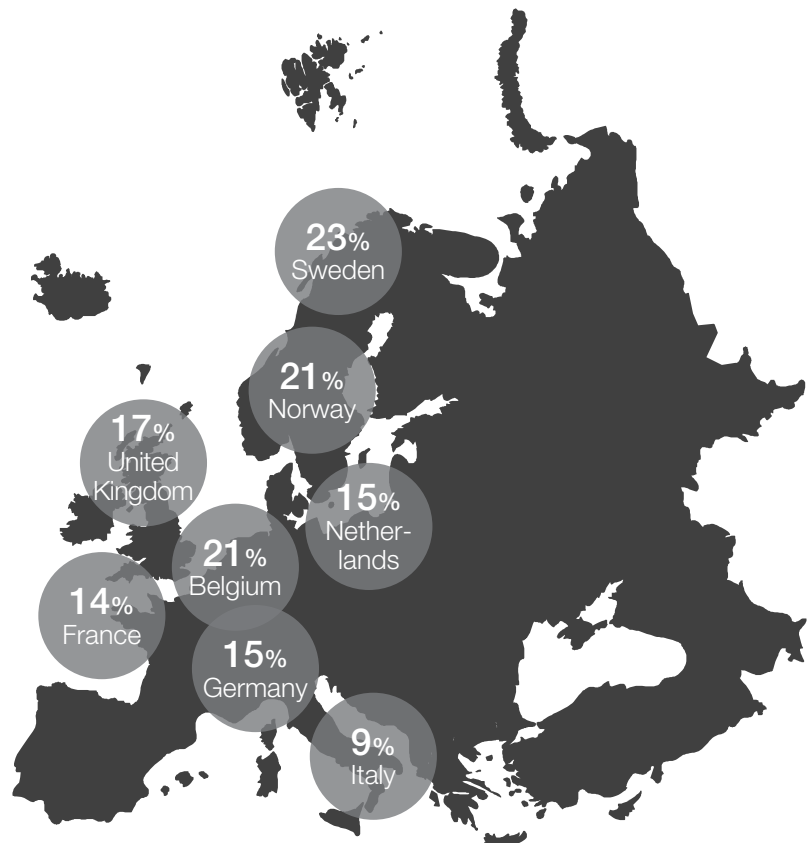 23%
Sweden
21%
Norway
17%
United
Kingdom
15%
Nether-
lands
21%
Belgium
14%
France
15%
Germany
9%
Italy